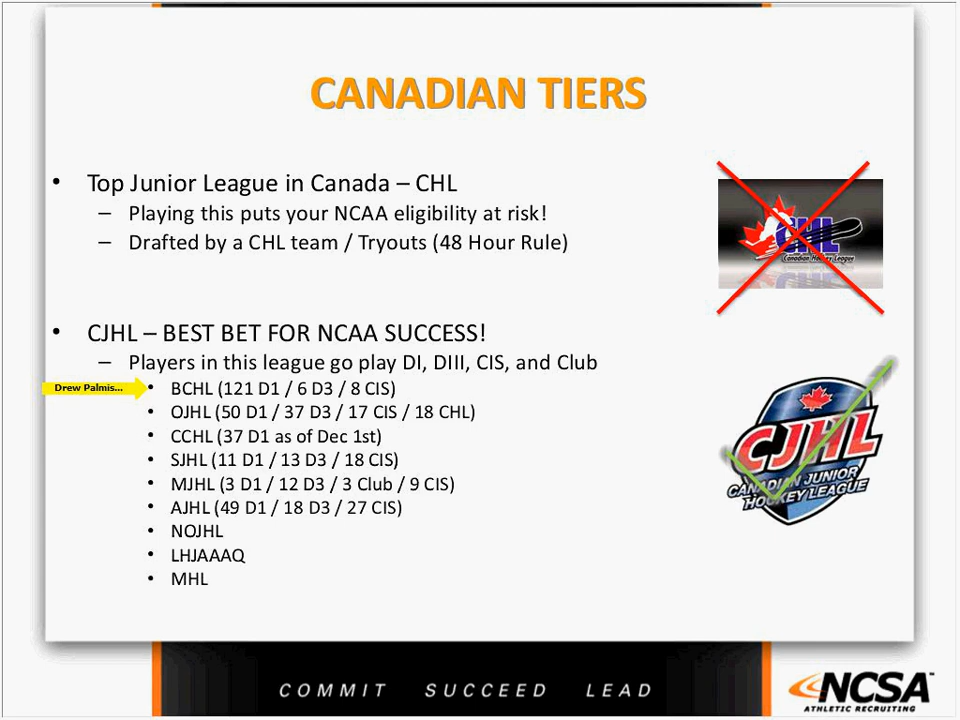 CANADIAN TIERS
• Top Junior League in Canada – CHL
– Playing this puts your NCAA eligibility at risk!
– Drafted by a CHL team / Tryouts (48 Hour Rule)
CHL
Canadian Hockey League
• CJHL – BEST BET FOR NCAA SUCCESS!
– Players in this league go play DI, DIII, CIS, and Club
Drew Palmis...
• BCHL (121 D1 / 6 D3 / 8 CIS)
• OJHL (50 D1 / 37 D3 / 17 CIS / 18 CHL)
• CCHL (37 D1 as of Dec 1st)
• SJHL (11 D1 / 13 D3 / 18 CIS)
• MJHL (3 D1 / 12 D3 / 3 Club / 9 CIS)
• AJHL (49 D1 / 18 D3 / 27 CIS)
• NOJHL
• LHJAAAQ
• MHL
CJHL
CANADIAN JUNIOR
HOCKEY LEAGUE
COMMIT SUCCEED LEAD
NCSA
ATHLETIC RECRUITING